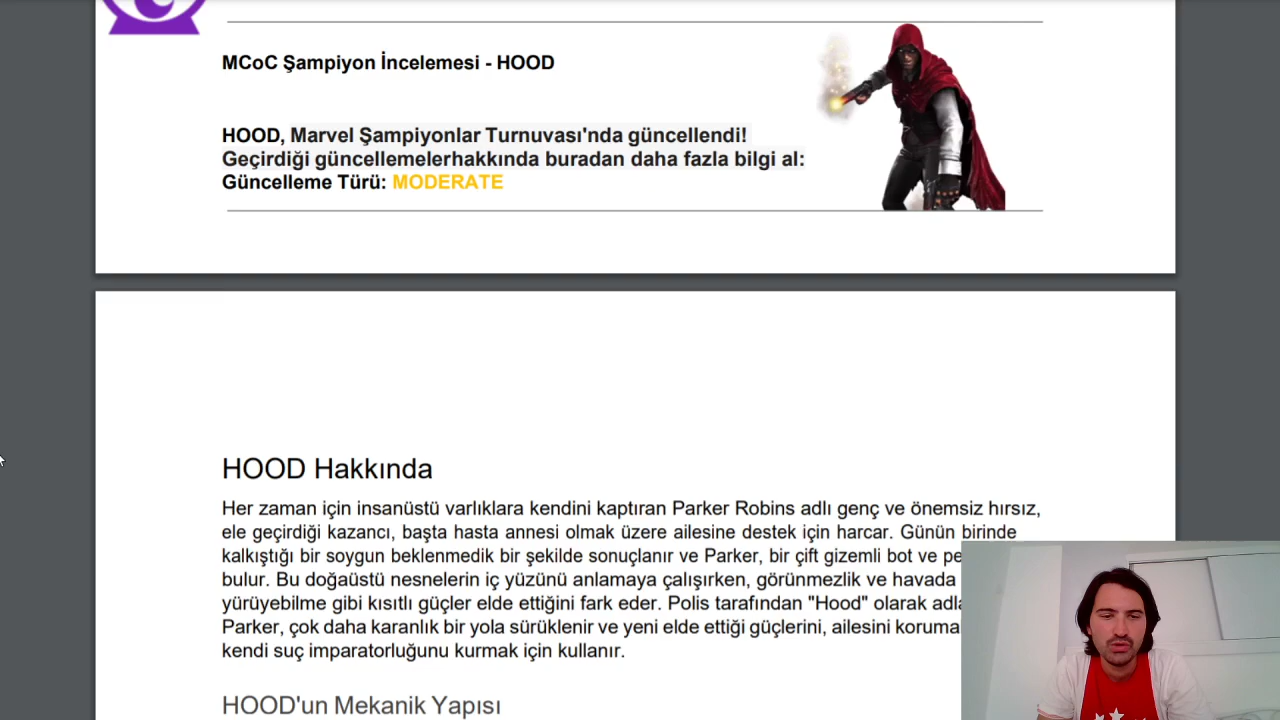 MCoC Şampiyon İncelemesi - HOOD
HOOD, Marvel Şampiyonlar Turnuvası'nda güncellendi!
Geçirdiği güncellemelerhakkında buradan daha fazla bilgi al:
Güncelleme Türü: MODERATE
HOOD Hakkında
Her zaman için insanüstü varlıklara kendini kaptıran Parker Robins adlı genç ve önemsiz hırsız,
ele geçirdiği kazancı, başta hasta annesi olmak üzere ailesine destek için harcar. Günün birinde
kalkıştığı bir soygun beklenmedik bir şekilde sonuçlanır ve Parker, bir çift gizemli bot ve
bulur. Bu doğaüstü nesnelerin iç yüzünü anlamaya çalışırken, görünmezlik ve havada
yürüyebilme gibi kısıtlı güçler elde ettiğini fark eder. Polis tarafından "Hood" olarak
Parker, çok daha karanlık bir yola sürüklenir ve yeni elde ettiği güçlerini, ailesini
kendi suç imparatorluğunu kurmak için kullanır.
HOOD'un Mekanik Yapısı